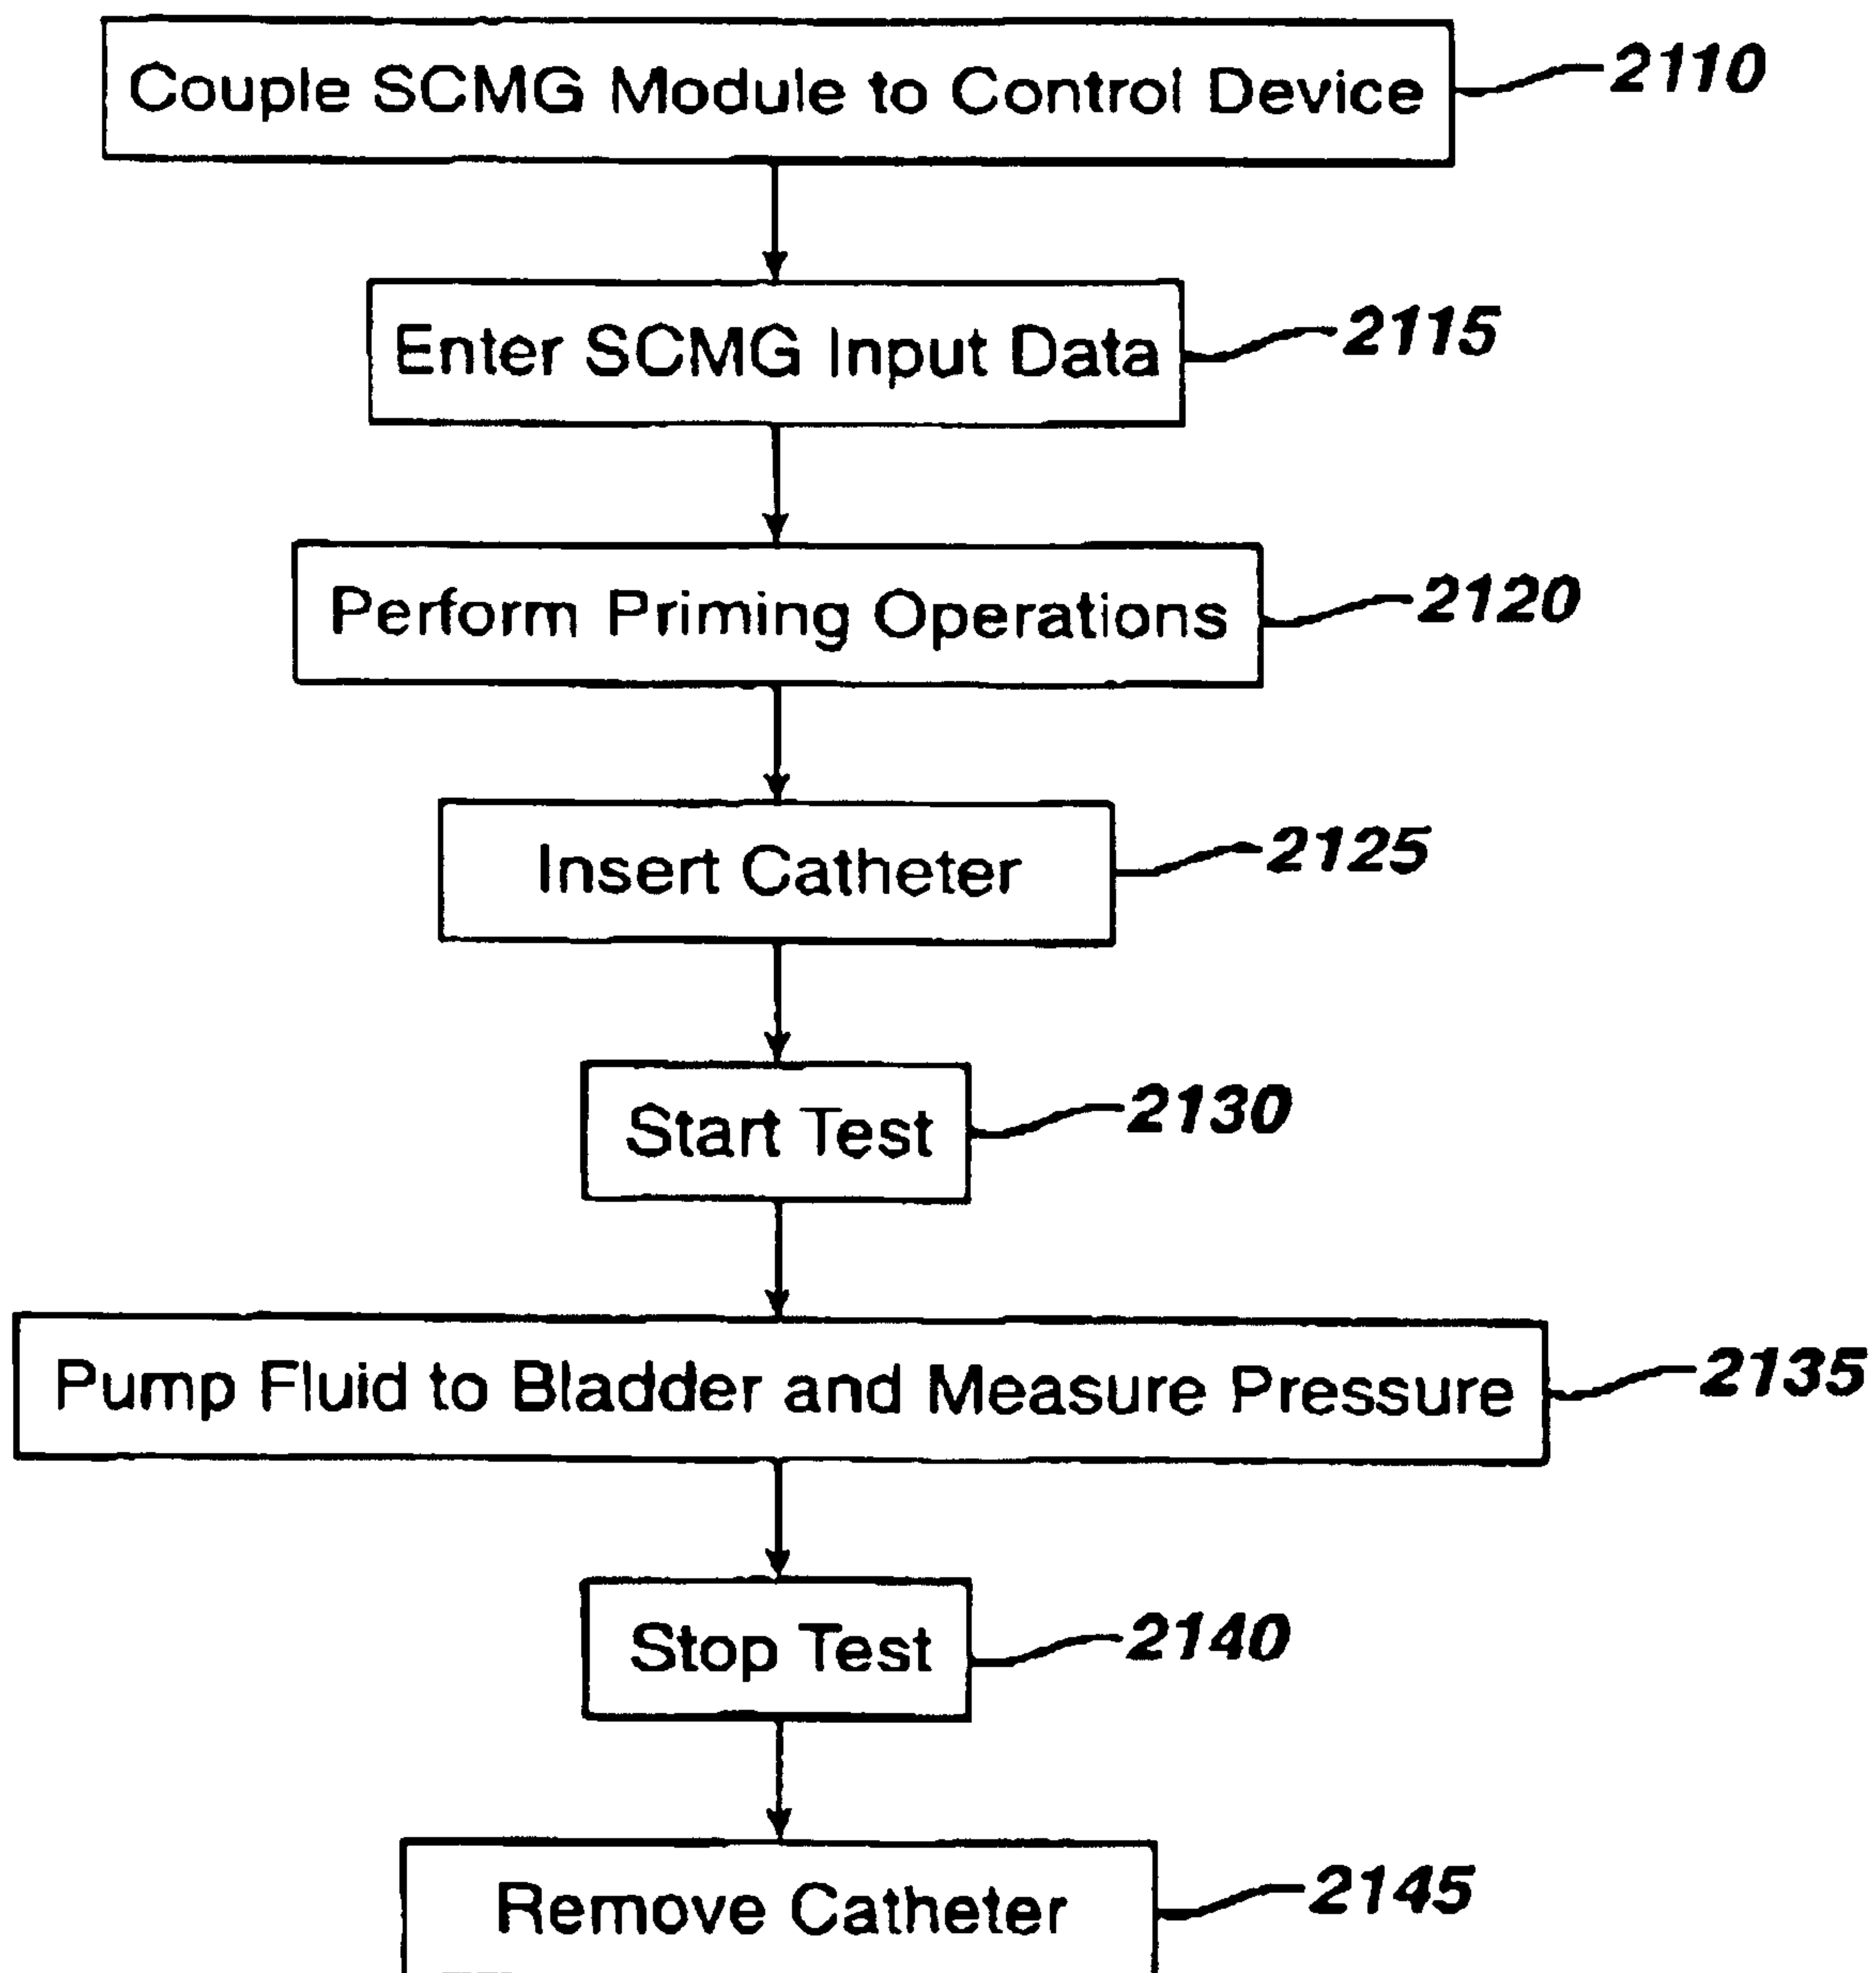 Couple SCMG Module to Control Device 2110
Enter SCMG Input Data 2115
Perform Priming Operations 2120
Insert Catheter 2125
Start Test 2130
Pump Fluid to Bladder and Measure Pressure 2135
Stop Test 2140
Remove Catheter 2145